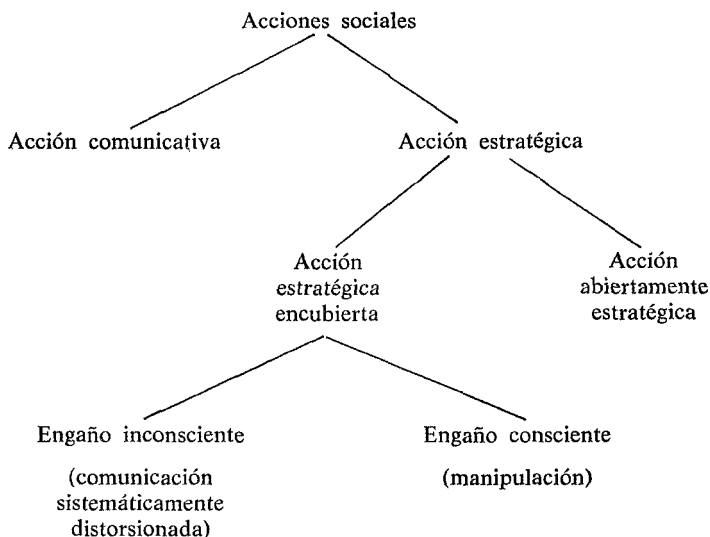 Acciones sociales
Acción comunicativa
Acción estratégica
Acción
estratégica
encubierta
Acción
abiertamente
estratégica
Engaño inconsciente
(comunicación
sistemáticamente
distorsionada)
Engaño consciente
(manipulación)